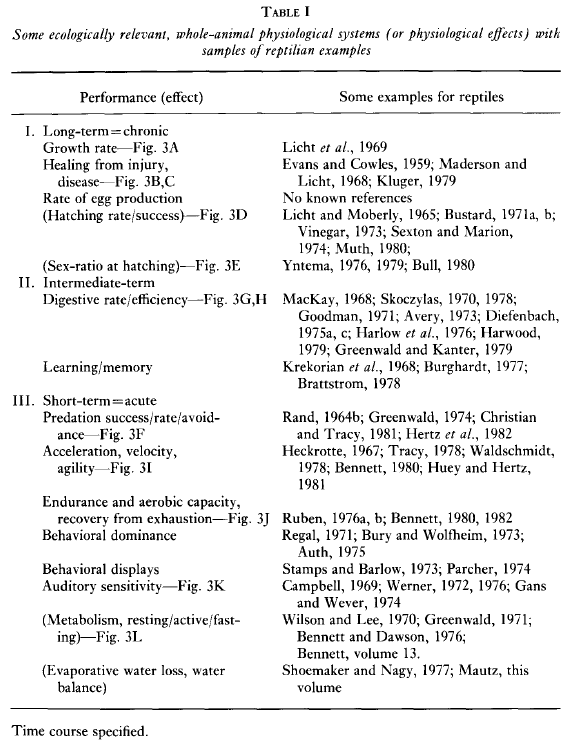 TABLE I
Some ecologically relevant, whole-animal physiological systems (or physiological effects) with
samples of reptilian examples
Performance (effect) Some examples for reptiles
I. Long-term=chronic
Growth rate—Fig. 3A Licht et al., 1969
Healing from injury, Evans and Cowles, 1959; Maderson and
disease—Fig. 3B,C Licht, 1968; Kluger, 1979
Rate of egg production No known references
(Hatching rate/success)—Fig. 3D Licht and Moberly, 1965; Bustard, 1971a, b;
Vinegar, 1973; Sexton and Marion,
1974; Muth, 1980;
(Sex-ratio at hatching)—Fig. 3E Yntema, 1976, 1979; Bull, 1980
II. Intermediate-term
Digestive rate/efficiency—Fig. 3G,H MacKay, 1968; Skoczylas, 1970, 1978;
Goodman, 1971; Avery, 1973; Diefenbach,
1975a, c; Harlow et al., 1976; Harwood,
1979; Greenwald and Kanter, 1979
Learning/memory Krekorian et al., 1968; Burghardt, 1977;
Brattstrom, 1978
III. Short-term=acute
Predation success/rate/avoid- Rand, 1964b; Greenwald, 1974; Christian
ance—Fig. 3F and Tracy, 1981; Hertz et al., 1982
Acceleration, velocity, Heckrotte, 1967; Tracy, 1978; Waldschmidt,
agility—Fig. 3I 1978; Bennett, 1980; Huey and Hertz,
1981
Endurance and aerobic capacity,
recovery from exhaustion—Fig. 3J Ruben, 1976a, b; Bennett, 1980, 1982
Behavioral dominance Regal, 1971; Bury and Wolfheim, 1973;
Auth, 1975
Behavioral displays Stamps and Barlow, 1973; Parcher, 1974
Auditory sensitivity—Fig. 3K Campbell, 1969; Werner, 1972, 1976; Gans
and Wever, 1974
(Metabolism, resting/active/fast- Wilson and Lee, 1970; Greenwald, 1971;
ing)—Fig. 3L Bennett and Dawson, 1976;
Bennett, volume 13.
(Evaporative water loss, water Shoemaker and Nagy, 1977; Mautz, this
balance) volume
Time course specified.